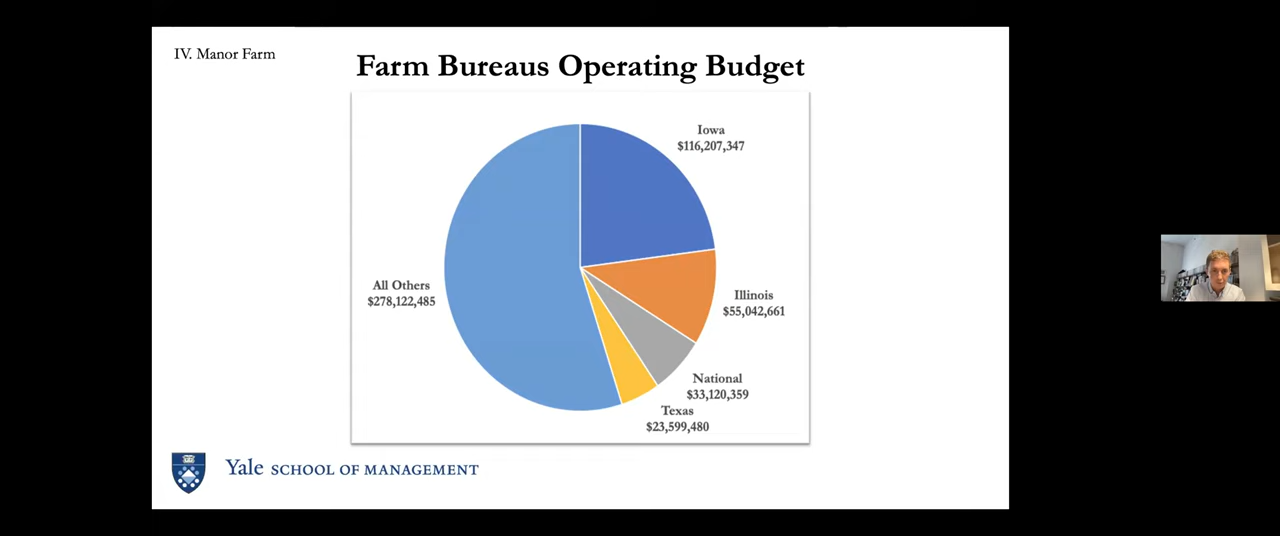 IV. Manor Farm
Farm Bureaus Operating Budget
Iowa
$116,207,347
All Others
$278,122,485
Illinois
$55,042,661
National
$33,120,359
Texas
$23,599,480
Yale SCHOOL OF MANAGEMENT